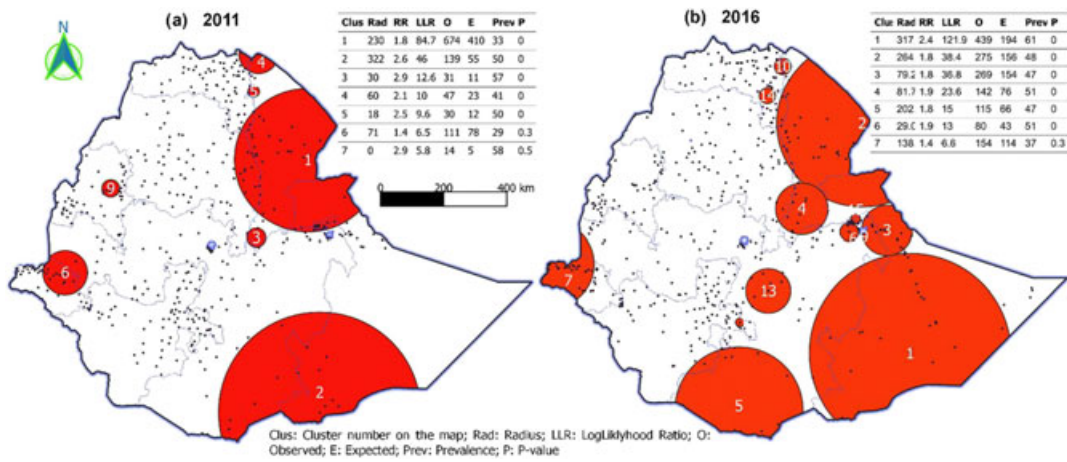 (a) 2011
Clus Rad RR LLR O E Prev P
1 230 1.8 84.7 674 410 33 0
2 322 2.6 46 139 55 50 0
3 30 2.9 12.6 31 11 57 0
4 60 2.1 10 47 23 41 0
5 18 2.5 9.6 30 12 50 0
6 71 1.4 6.5 111 78 29 0.3
7 0 2.9 5.8 14 5 58 0.5
0 200 400 km
4
5
1
9
3
6
2
(b) 2016
Clu Rad RR LLR O E Prev P
1 317 2.4 121.9 439 194 61 0
2 264 1.8 38.4 275 156 48 0
3 79.2 1.8 36.8 269 154 47 0
4 81.7 1.9 23.6 142 76 51 0
5 202 1.8 15 115 66 47 0
6 29.0 1.9 13 80 43 51 0
7 138 1.4 6.8 154 114 37 0.3
10
14
2
4
3
7
13
1
5
Clus: Cluster number on the map; Rad: Radius; LLR: LogLiklyhood Ratio; O:
Observed; E: Expected; Prev: Prevalence; P: P-value